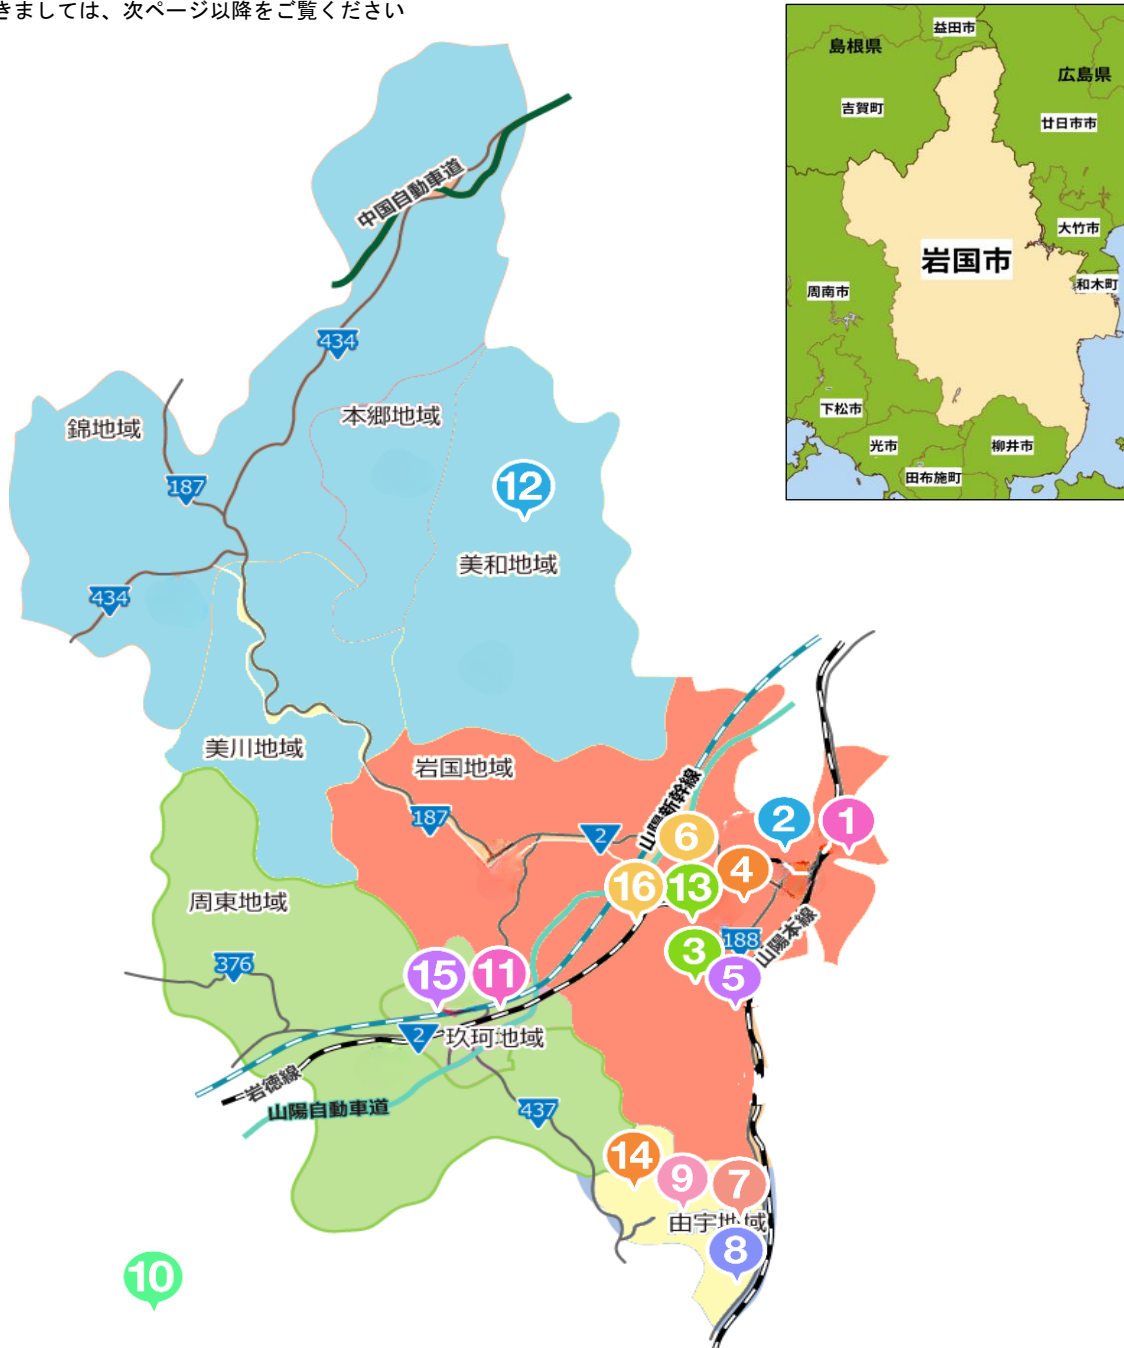 きましては、次ページ以降をご覧ください
益田市
島根県
広島県
吉賀町
廿日市市
大竹市
岩国市
和木町
周南市
下松市
光市
柳井市
田布施町
中国自動車道
434
本郷地域
錦地域
187
12
美和地域
434
美川地域
岩国地域
山陽新幹線
187
2
6
2
1
4
16
13
周東地域
188
山陽本線
3
5
376
15
11
2
玖珂地域
岩徳線
山陽自動車道
437
14
9
7
由宇地域
8
10